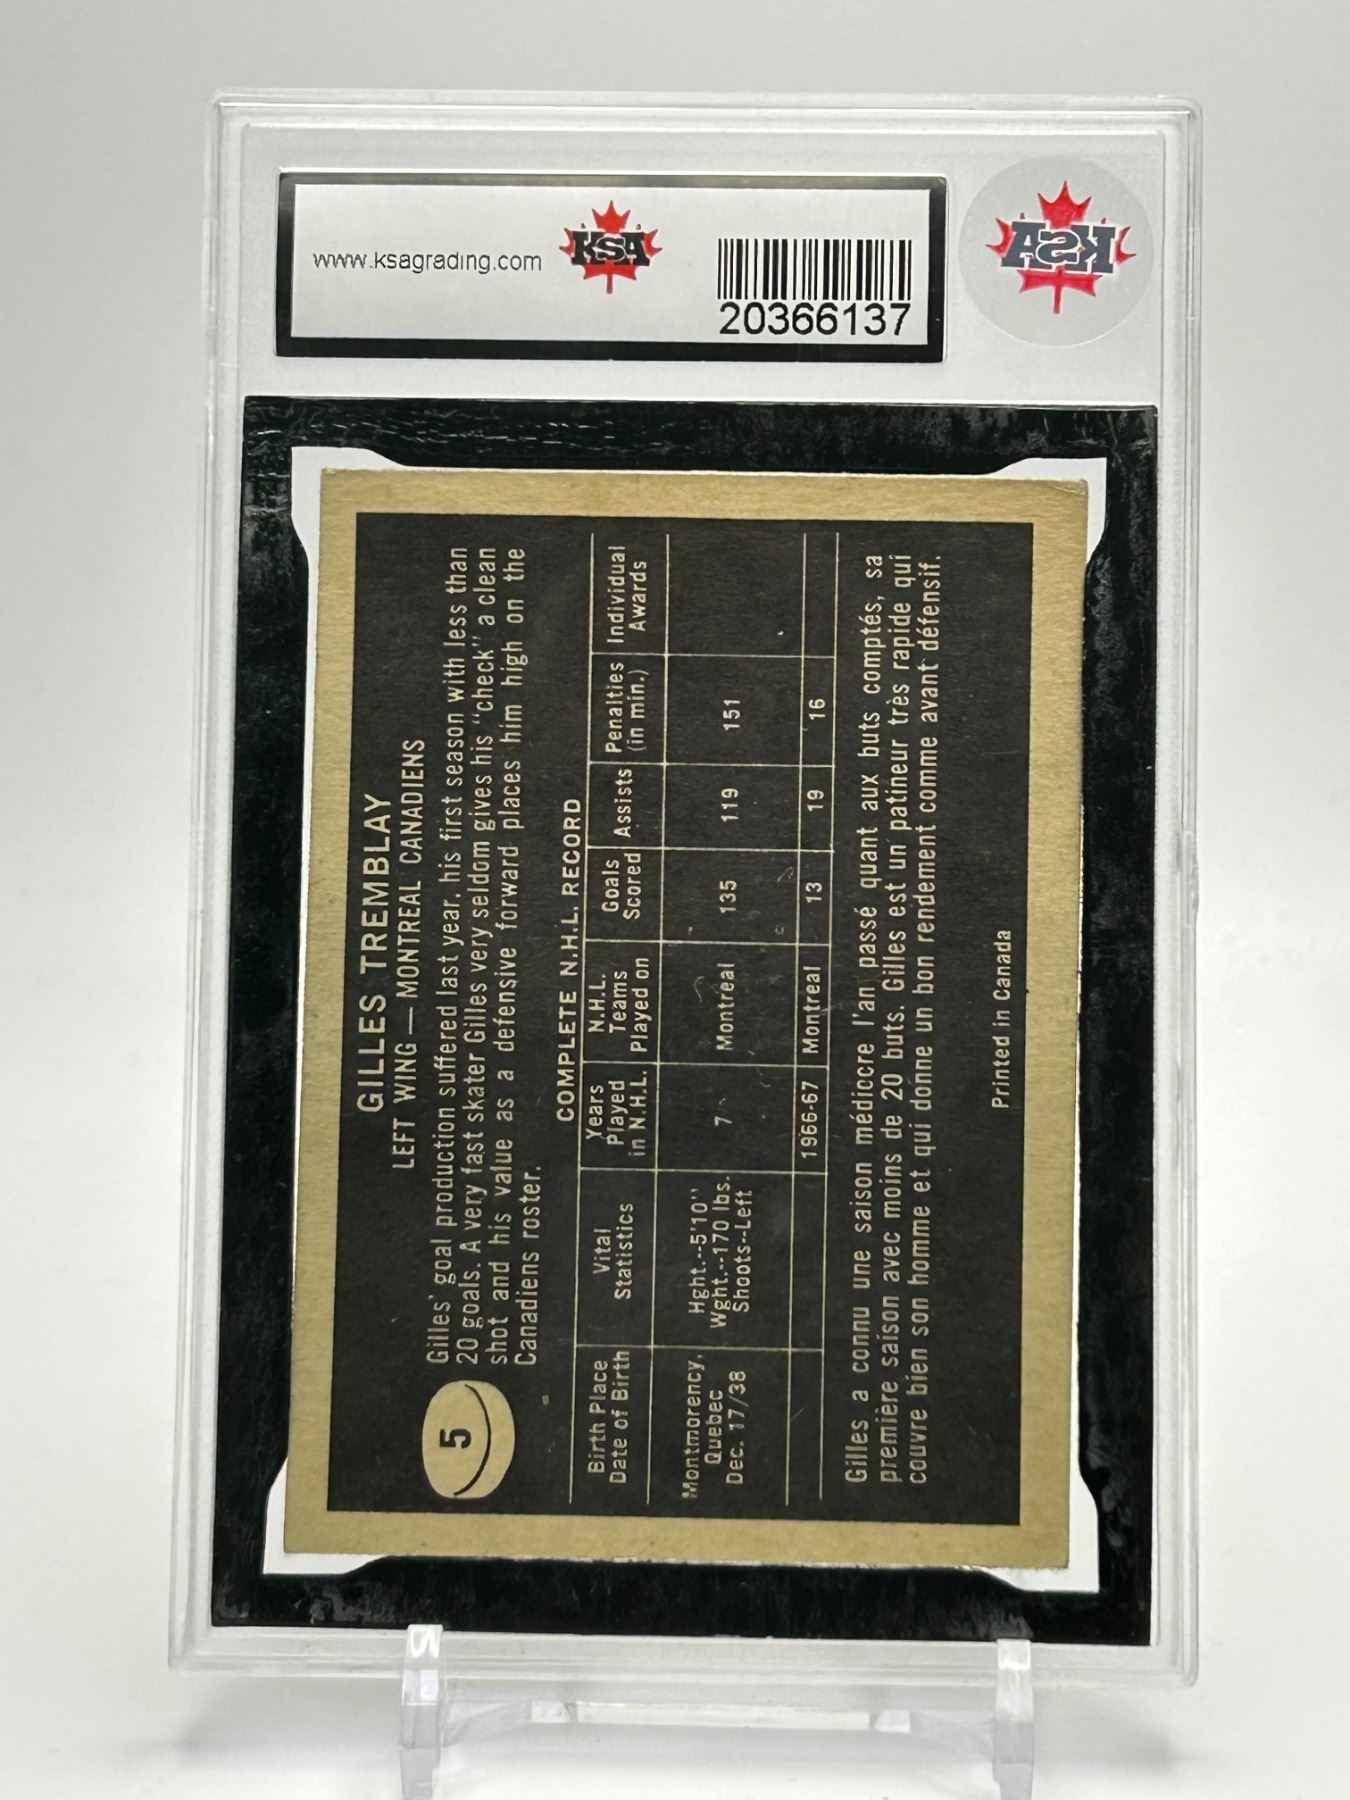 www.ksagrading.com
KSA
20366137
KSA
GILLES TREMBLAY
LEFT WING — MONTREAL CANADIENS
5
Gilles' goal production suffered last year, his first season with less than
20 goals. A very fast skater Gilles very seldom gives his "check" a clean
shot and his value as a defensive forward places him high on the
Canadiens roster.
COMPLETE N.H.L. RECORD
Birth Place
Date of Birth
Vital
Statistics
Years
Played
in N.H.L.
N.H.L.
Teams
Played on
Goals
Scored
Assists
Penalties
(in min.)
Individual
Awards
Montmorency,
Quebec
Dec. 17/38
Hght.--5'10"
Wght.--170 lbs.
Shoots--Left
7
Montreal
135
119
151
1966-67
Montreal
13
19
16
Gilles a connu une saison médiocre l'an passé quant aux buts comptés, sa
première saison avec moins de 20 buts. Gilles est un patineur très rapide qui
couvre bien son homme et qui donne un bon rendement comme avant défensif.
Printed in Canada